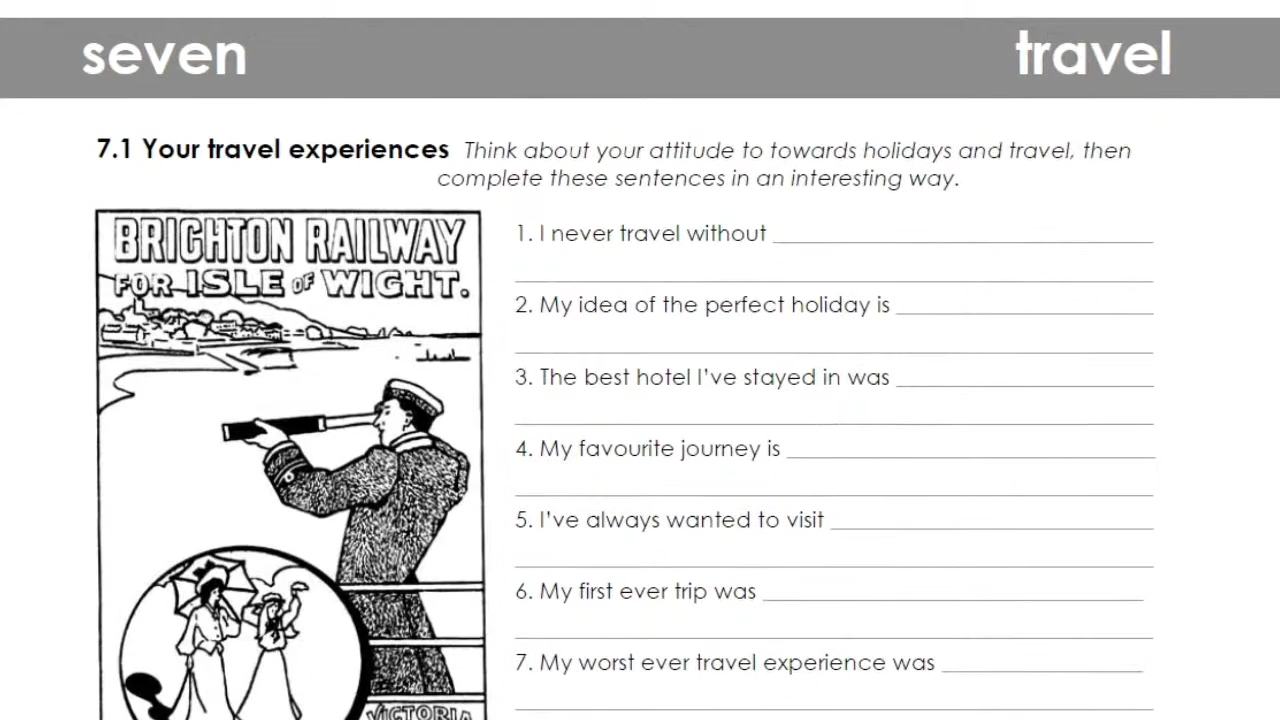 seven
travel
7.1 Your travel experiences Think about your attitude to towards holidays and travel, then
complete these sentences in an interesting way.
BRIGHTON RAILWAY
FOR ISLE OF WIGHT.
VICTORIA
1. I never travel without
2. My idea of the perfect holiday is
3. The best hotel I've stayed in was
4. My favourite journey is
5. I've always wanted to visit
6. My first ever trip was
7. My worst ever travel experience was